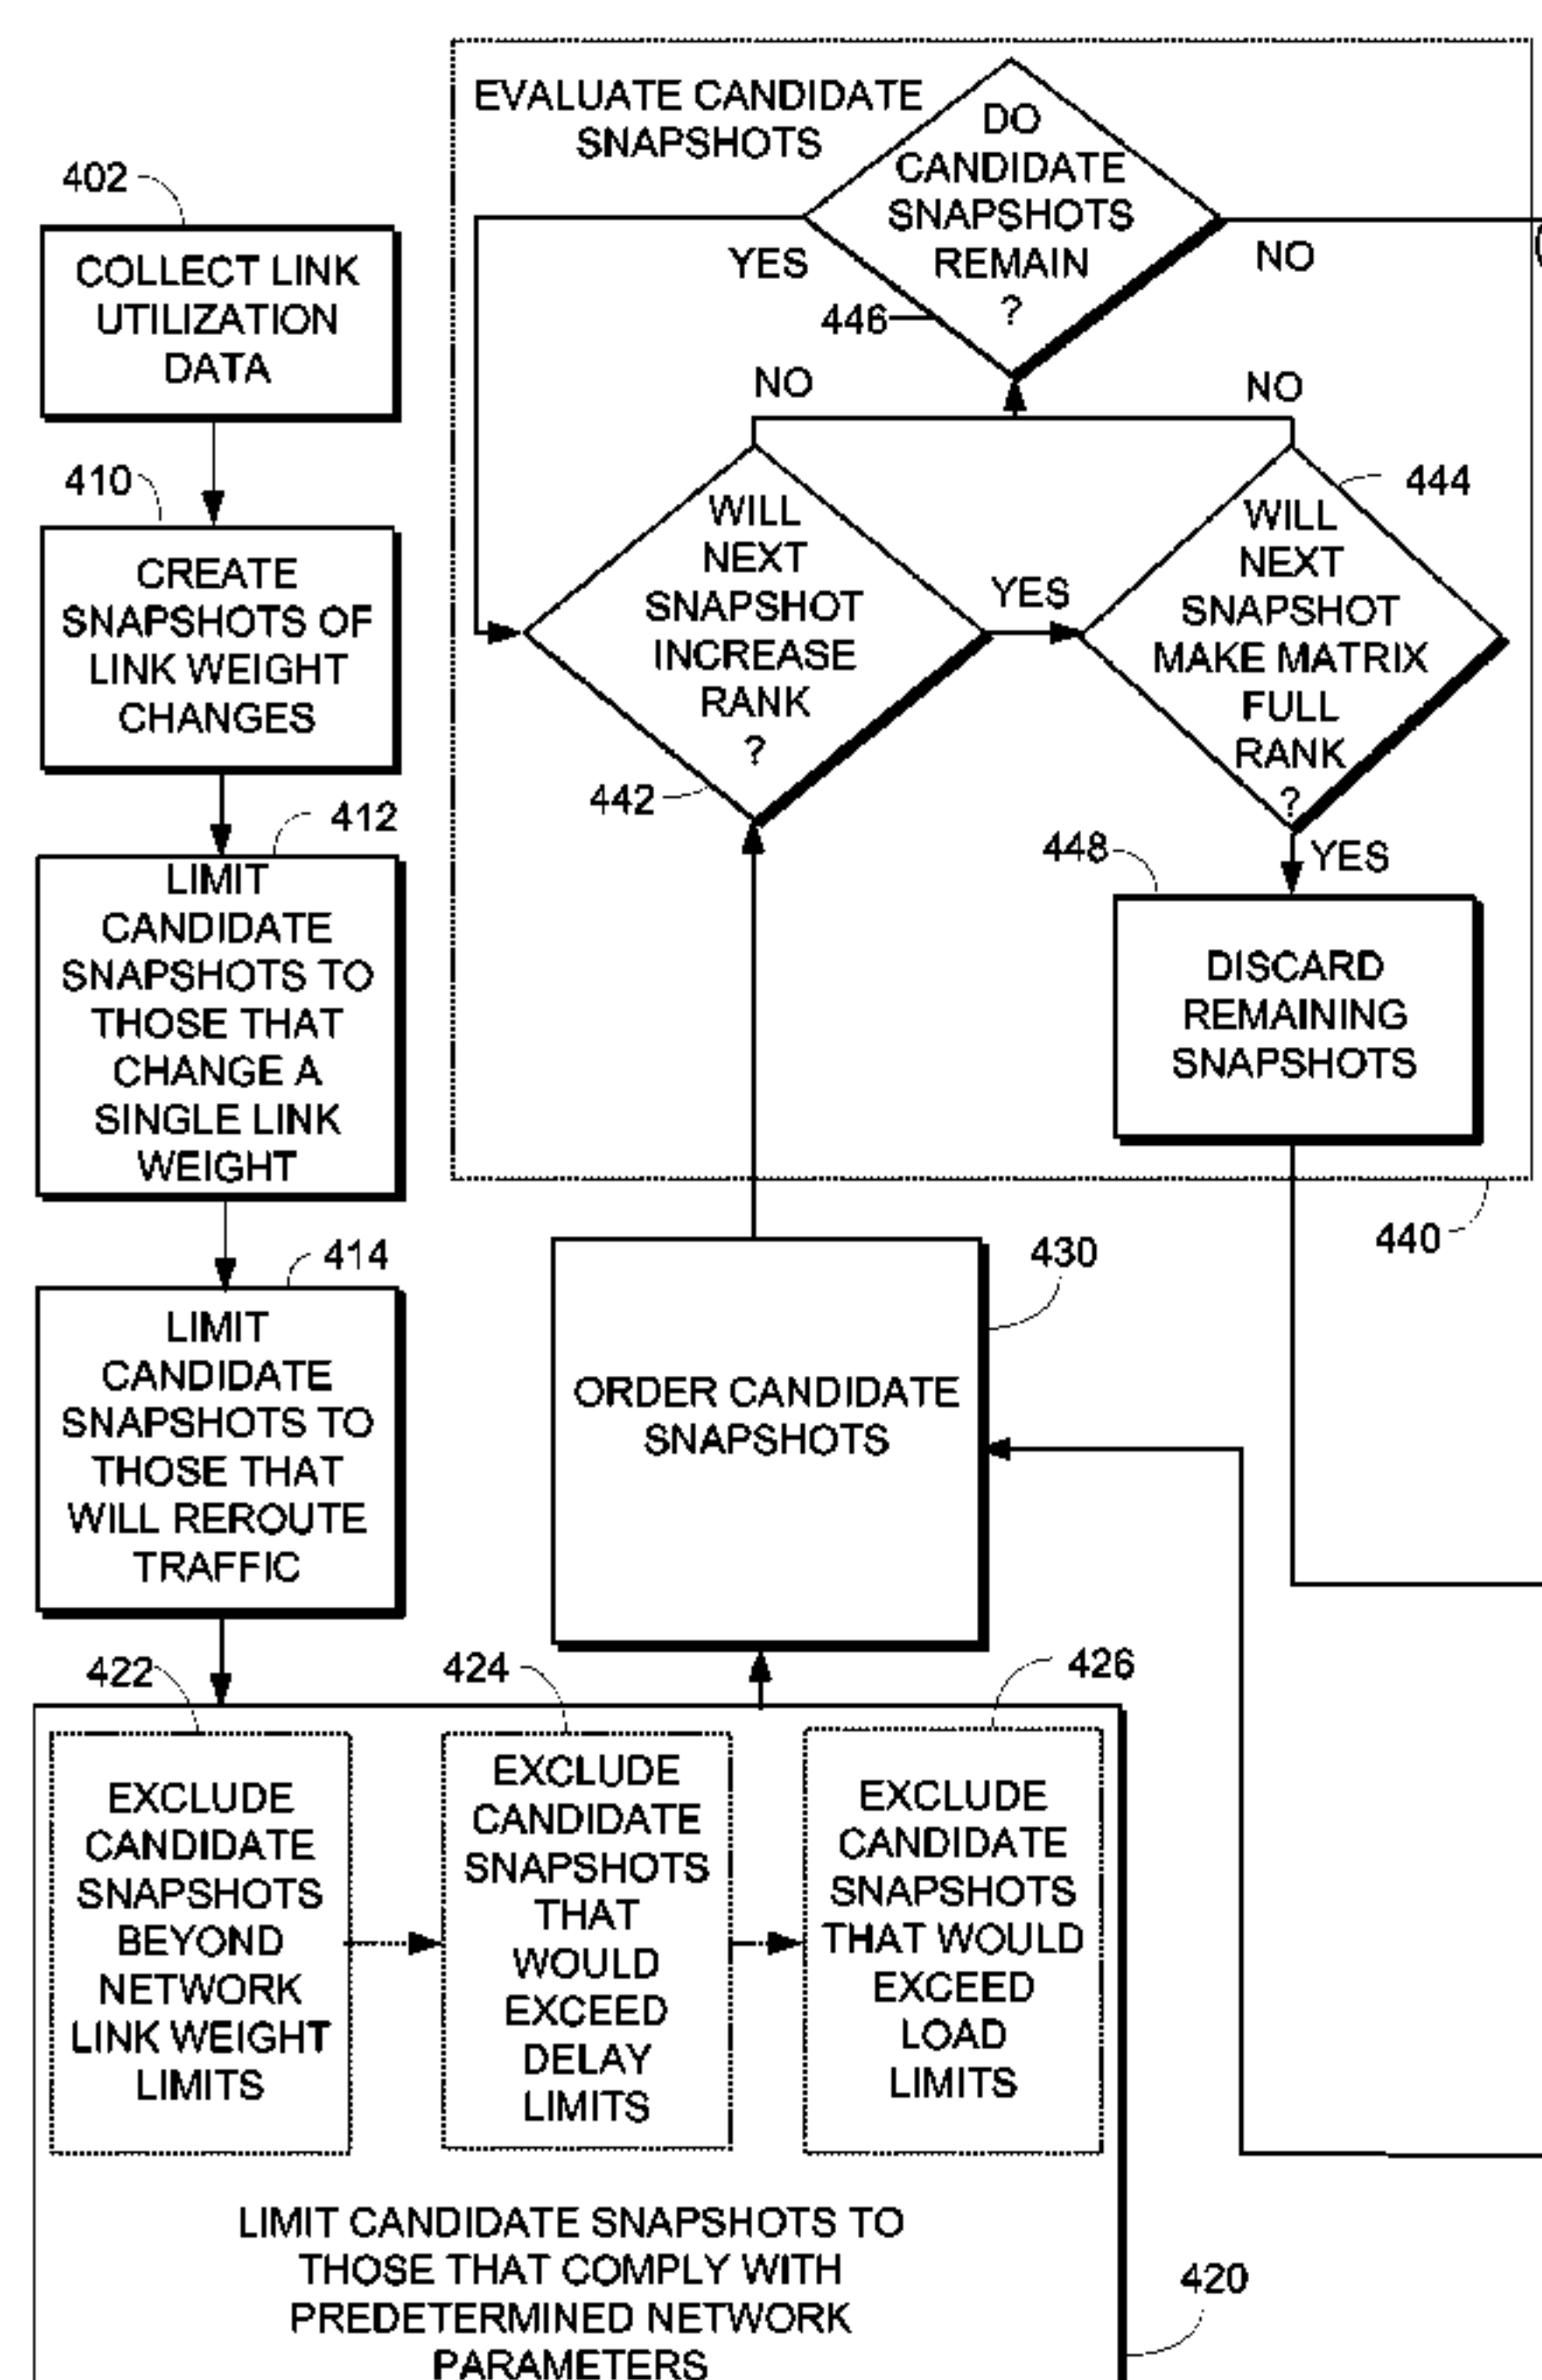 402
COLLECT LINK
UTILIZATION
DATA
410
CREATE
SNAPSHOTS OF
LINK WEIGHT
CHANGES
412
LIMIT
CANDIDATE
SNAPSHOTS TO
THOSE THAT
CHANGE A
SINGLE LINK
WEIGHT
414
LIMIT
CANDIDATE
SNAPSHOTS TO
THOSE THAT
WILL REROUTE
TRAFFIC
422
EXCLUDE
CANDIDATE
SNAPSHOTS
BEYOND
NETWORK
LINK WEIGHT
LIMITS
424
EXCLUDE
CANDIDATE
SNAPSHOTS
THAT
WOULD
EXCEED
DELAY
LIMITS
426
EXCLUDE
CANDIDATE
SNAPSHOTS
THAT WOULD
EXCEED
LOAD
LIMITS
LIMIT CANDIDATE SNAPSHOTS TO
THOSE THAT COMPLY WITH
PREDETERMINED NETWORK
PARAMETERS
420
430
ORDER CANDIDATE
SNAPSHOTS
EVALUATE CANDIDATE
SNAPSHOTS
DO
CANDIDATE
SNAPSHOTS
REMAIN
?
446
YES
NO
NO
NO
WILL
NEXT
SNAPSHOT
INCREASE
RANK
?
442
YES
444
WILL
NEXT
SNAPSHOT
MAKE MATRIX
FULL
RANK
?
YES
448
DISCARD
REMAINING
SNAPSHOTS
440